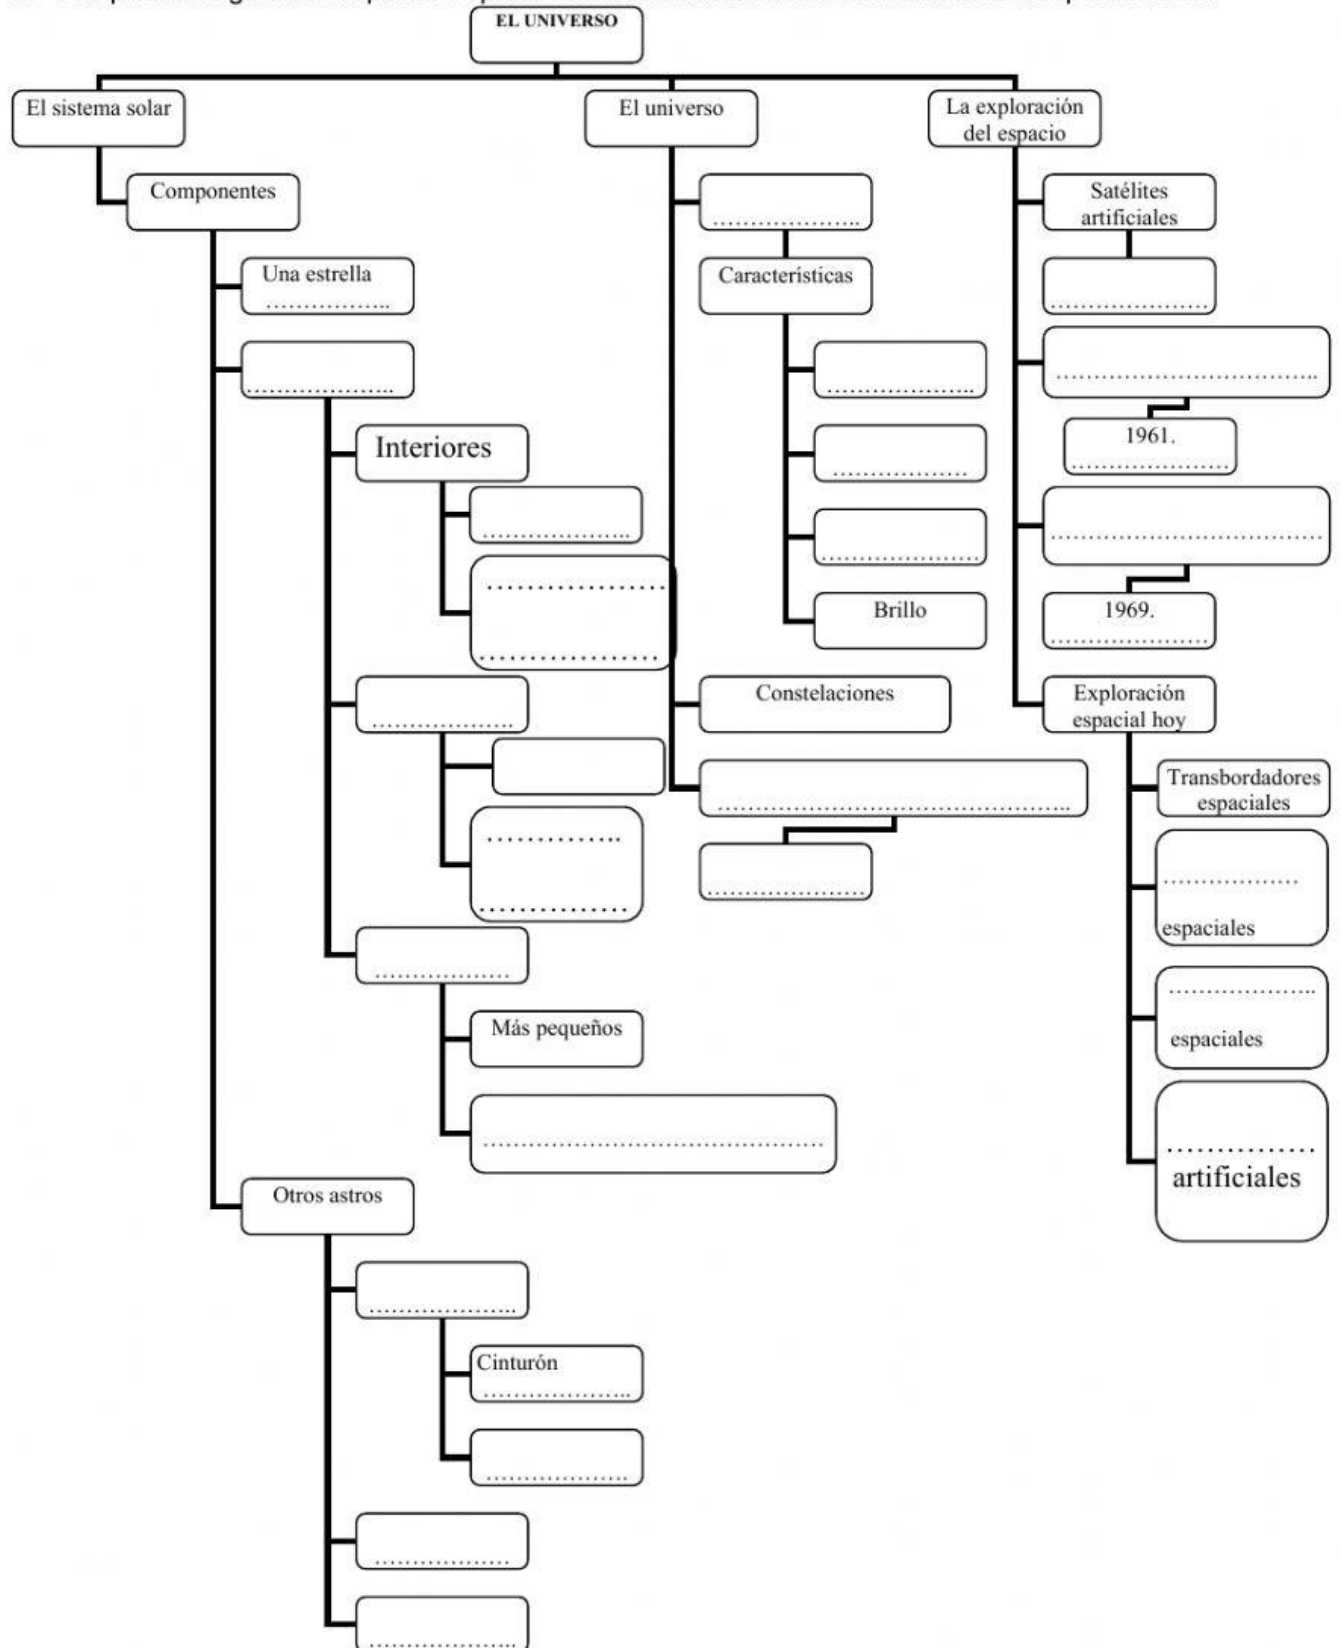 EL UNIVERSO
El sistema solar
El universo
La exploración
del espacio
Componentes
Satélites
artificiales
Una estrella
Características
Interiores
1961.
Brillo
1969.
Constelaciones
Exploración
espacial hoy
Transbordadores
espaciales
espaciales
espaciales
Más pequeños
artificiales
Otros astros
Cinturón